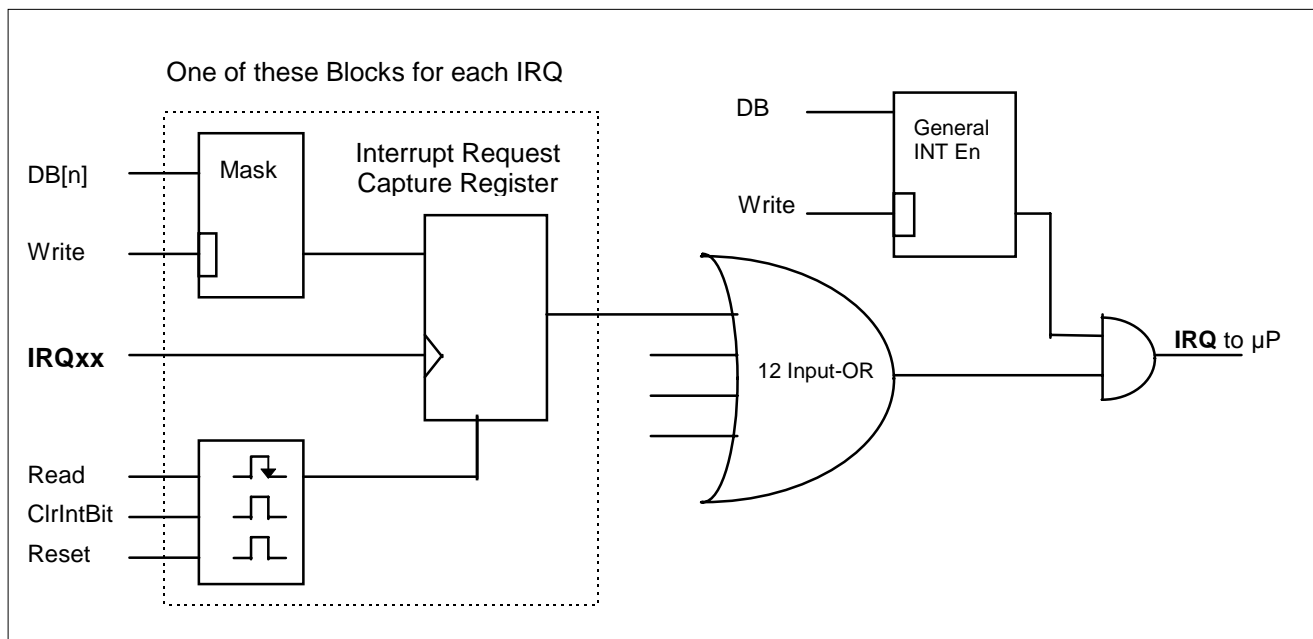 One of these Blocks for each IRQ
DB[n]
Write
IRQxx
Read
ClrIntBit
Reset
Mask
Interrupt Request
Capture Register
12 Input-OR
DB
Write
General
INT En
IRQ to µP